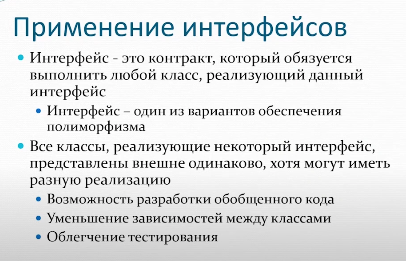 Применение интерфейсов
Интерфейс - это контракт, который обязуется
выполнить любой класс, реализующий данный
интерфейс
Интерфейс – один из вариантов обеспечения
полиморфизма
Все классы, реализующие некоторый интерфейс,
представлены внешне одинаково, хотя могут иметь
разную реализацию
Возможность разработки обобщенного кода
Уменьшение зависимостей между классами
Облегчение тестирования